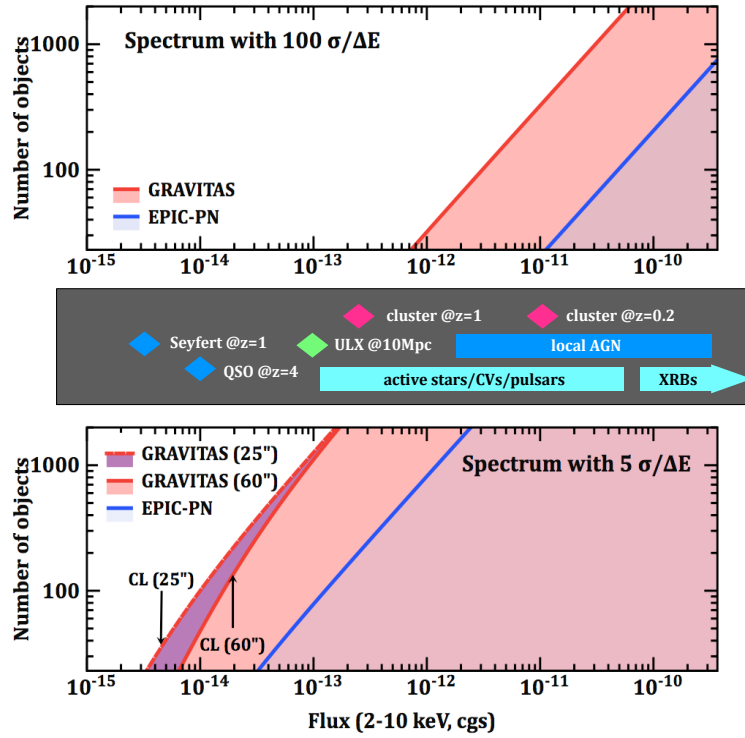 Spectrum with 100 σ/ΔE
Number of objects
1000
100
GRAVITAS
EPIC-PN
10-15 10-14 10-13 10-12 10-11 10-10
cluster @z=1 cluster @z=0.2
Seyfert @z=1 ULX @10Mpc local AGN
QSO @z=4 active stars/CVs/pulsars XRBs
GRAVITAS (25")
GRAVITAS (60")
EPIC-PN
Spectrum with 5 σ/ΔE
Number of objects
1000
100
CL (25")
CL (60")
10-15 10-14 10-13 10-12 10-11 10-10
Flux (2-10 keV, cgs)